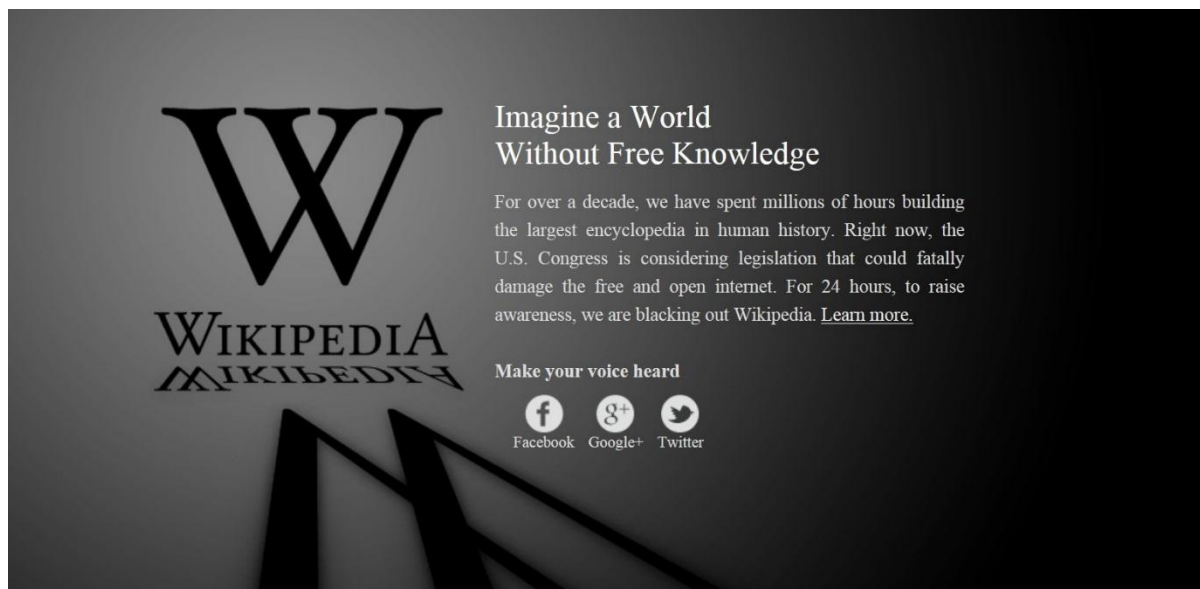 W
WIKIPEDIA
WIKIPEDIA
Imagine a World
Without Free Knowledge
For over a decade, we have spent millions of hours building
the largest encyclopedia in human history. Right now, the
U.S. Congress is considering legislation that could fatally
damage the free and open internet. For 24 hours, to raise
awareness, we are blacking out Wikipedia. Learn more.
Make your voice heard
f g+
Facebook Google+ Twitter